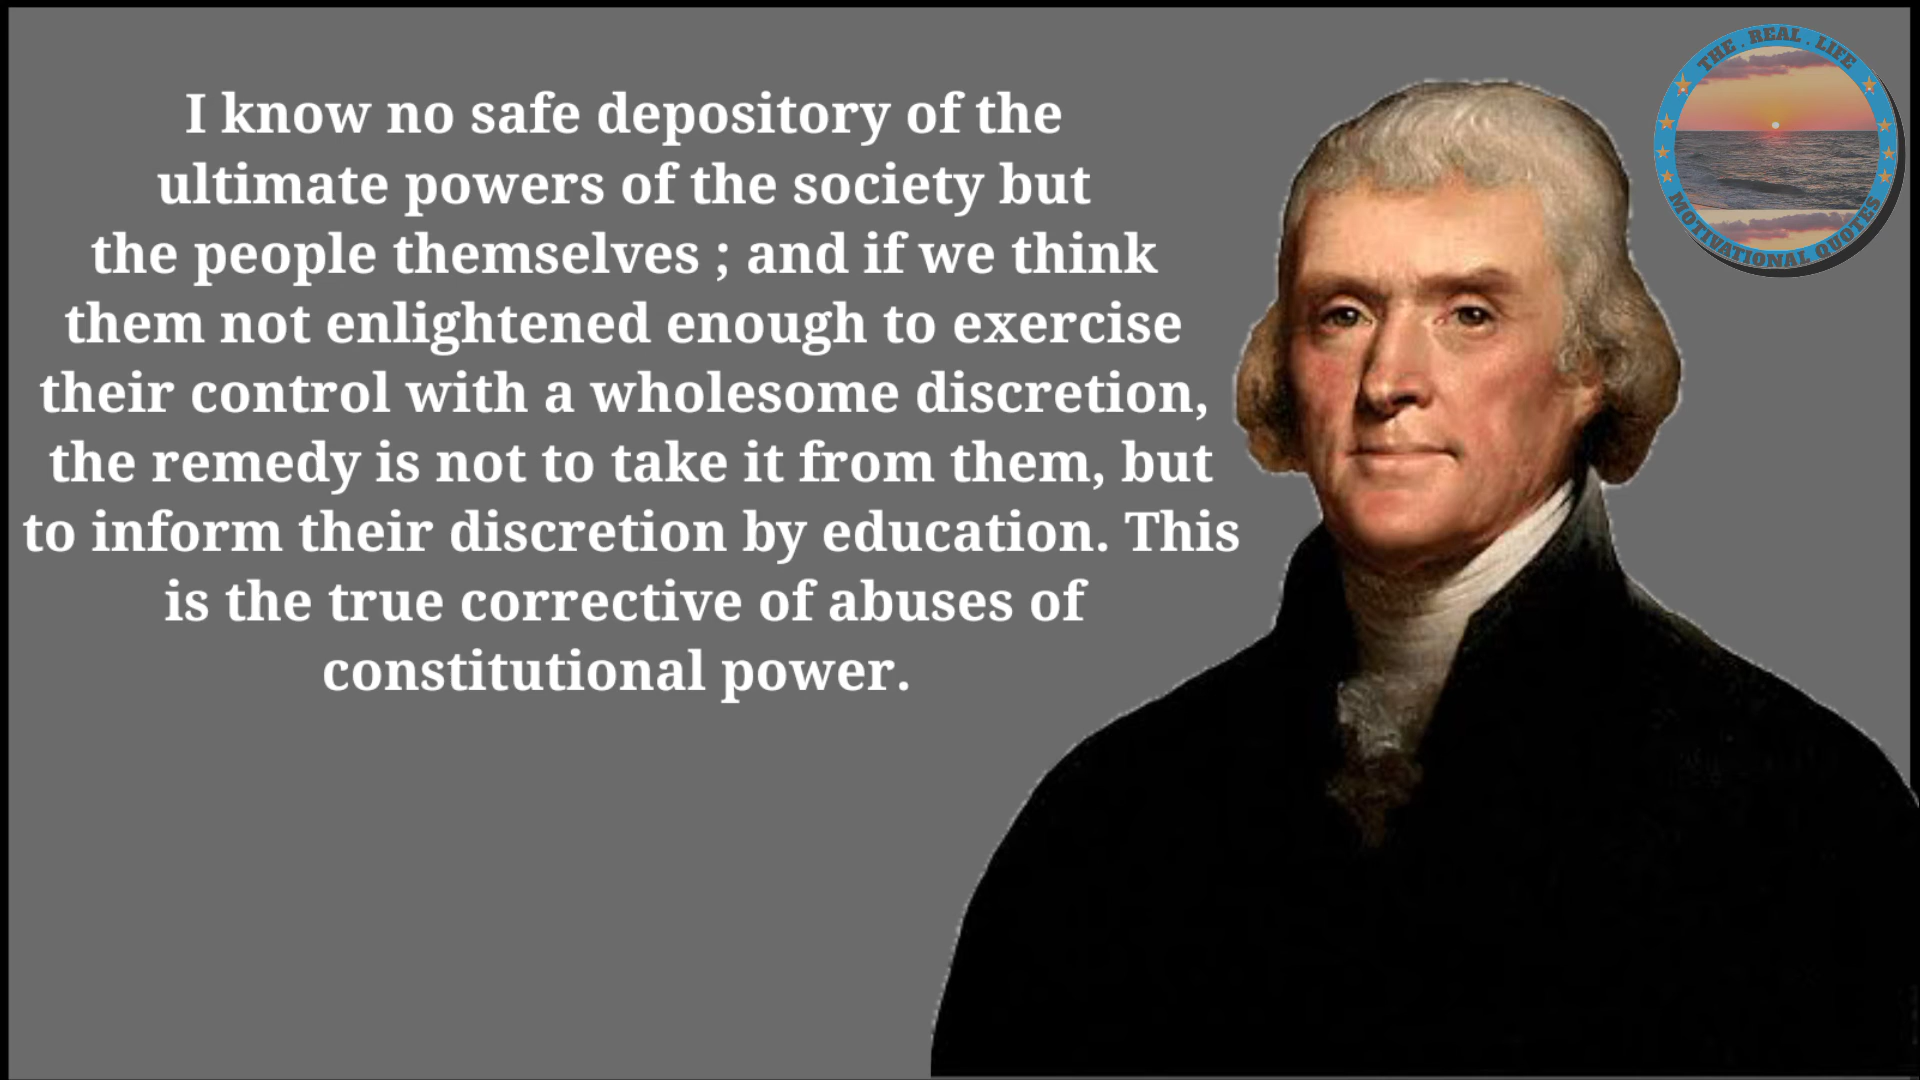 I know no safe depository of the
ultimate powers of the society but
the people themselves ; and if we think
them not enlightened enough to exercise
their control with a wholesome discretion,
the remedy is not to take it from them, but
to inform their discretion by education. This
is the true corrective of abuses of
constitutional power.
THE . REAL . LIFE
MOTIVATIONAL QUOTES